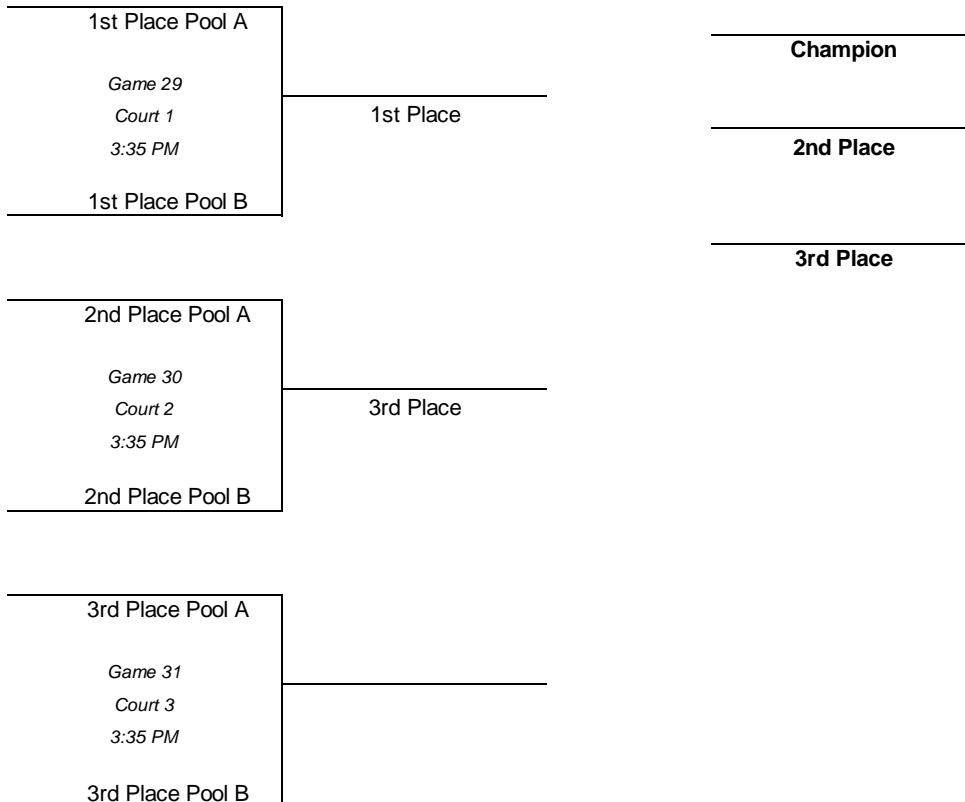 1st Place Pool A
Game 29
Court 1
3:35 PM
1st Place Pool B
1st Place
2nd Place Pool A
Game 30
Court 2
3:35 PM
2nd Place Pool B
3rd Place
3rd Place Pool A
Game 31
Court 3
3:35 PM
3rd Place Pool B
Champion
2nd Place
3rd Place